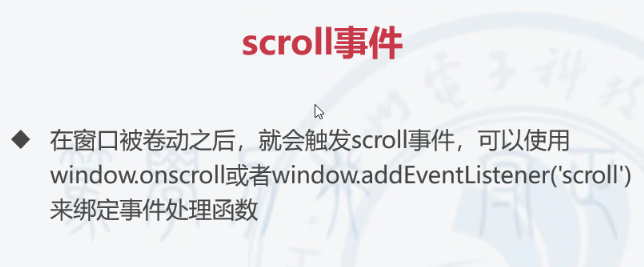 scroll事件
◆ 在窗口被卷动之后，就会触发scroll事件，可以使用
window.onscroll或者window.addEventListener('scroll')
来绑定事件处理函数